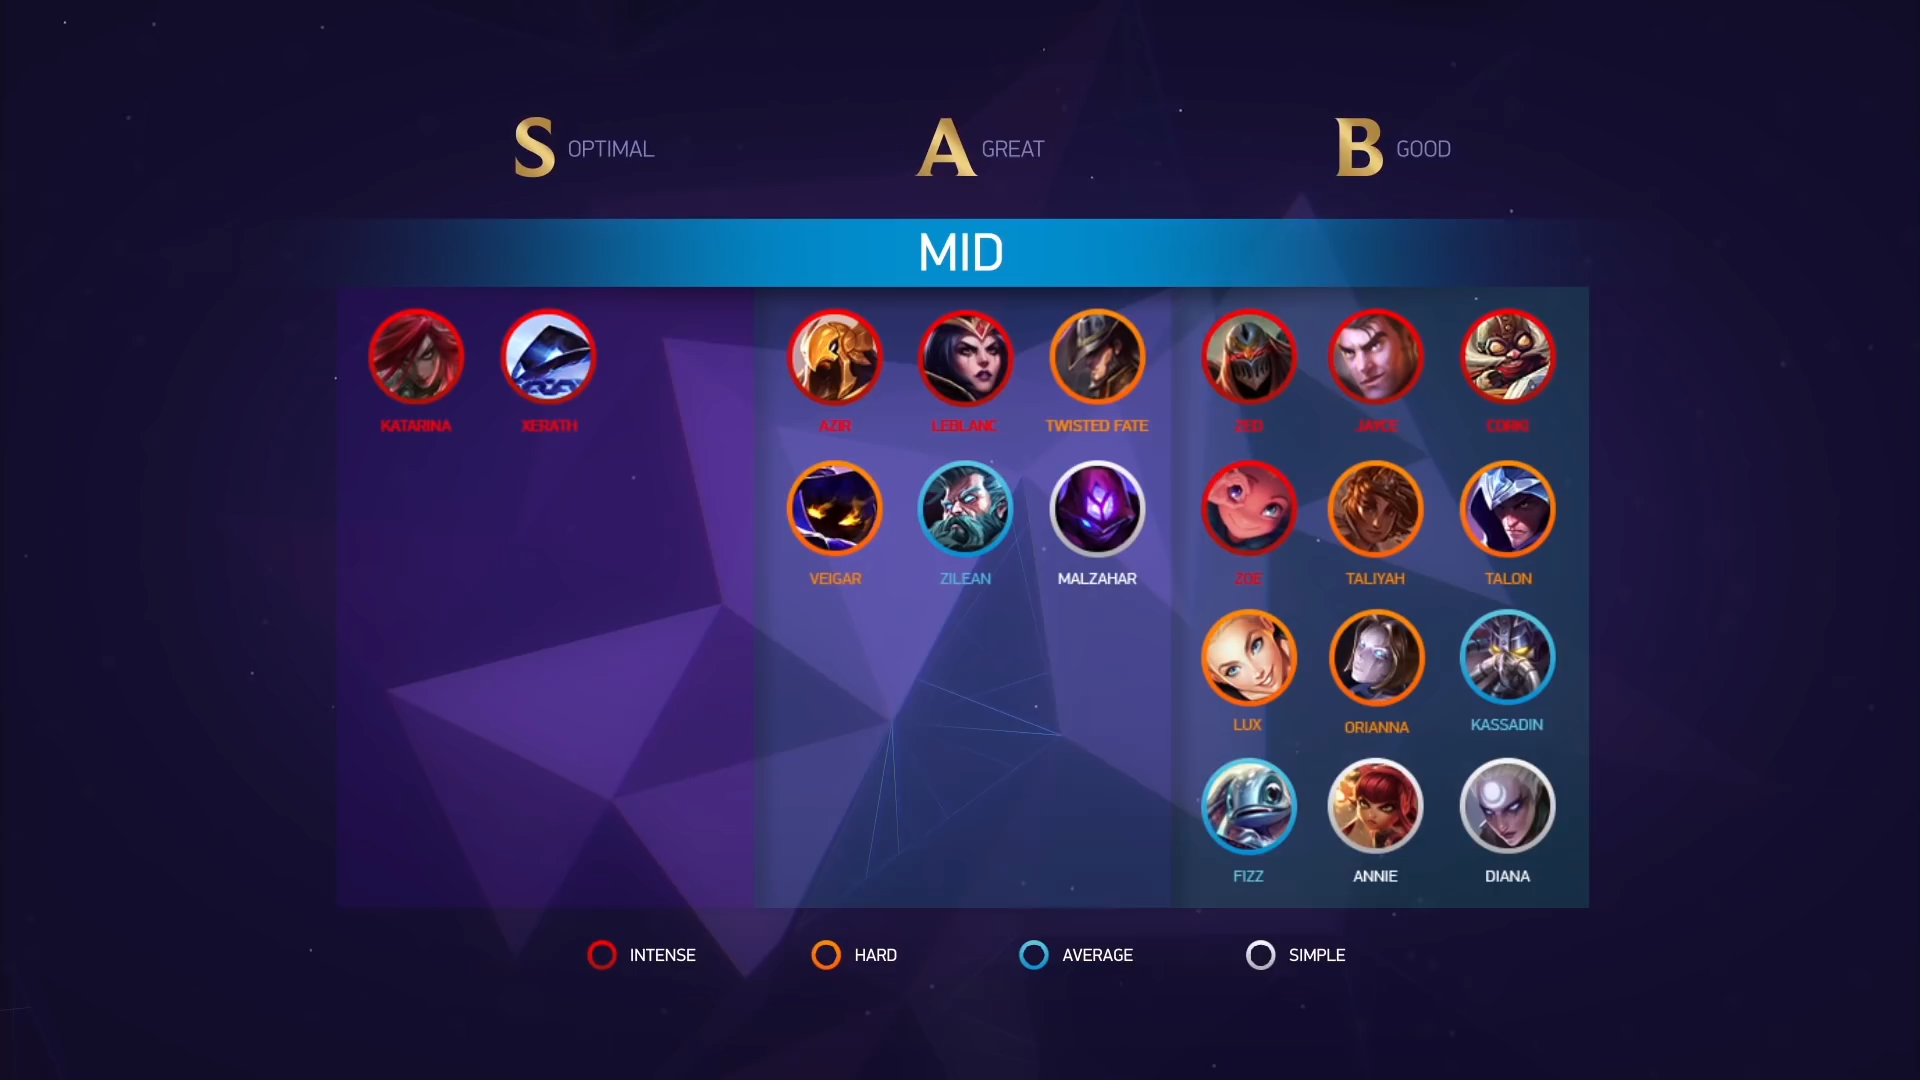 S OPTIMAL A GREAT B GOOD
MID
KATARINA XERATH AZIR LEBLANC TWISTED FATE ZED JAYCE CORKI
VEIGAR ZILEAN MALZAHAR ZOE TALIYAH TALON
LUX ORIANNA KASSADIN
FIZZ ANNIE DIANA
INTENSE HARD AVERAGE SIMPLE